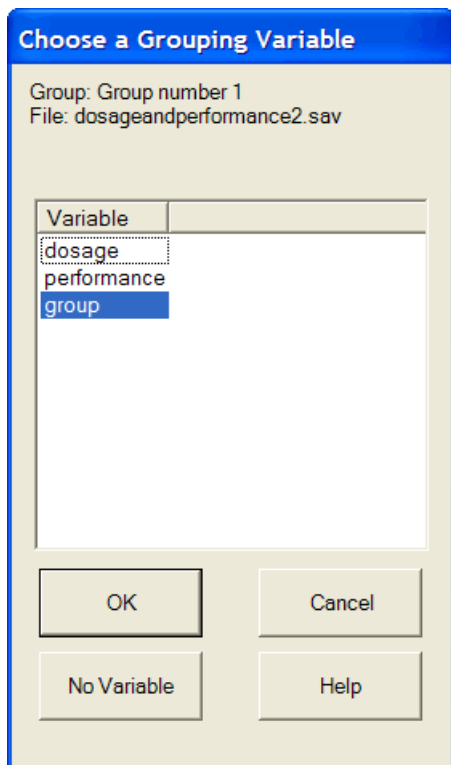 Choose a Grouping Variable
Group: Group number 1
File: dosageandperformance2.sav
Variable
dosage
performance
group
OK
Cancel
No Variable
Help